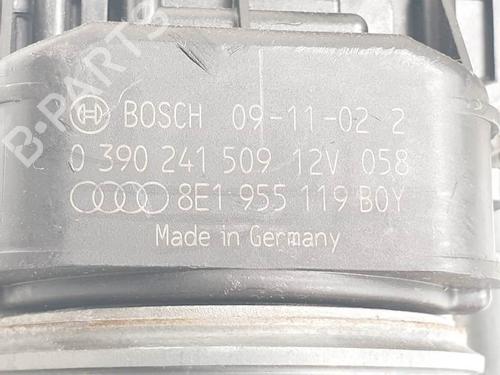 B-PARTS
BOSCH 09-11-02 2
0 390 241 509 12V 058
8E1 955 119 B0Y
Made in Germany